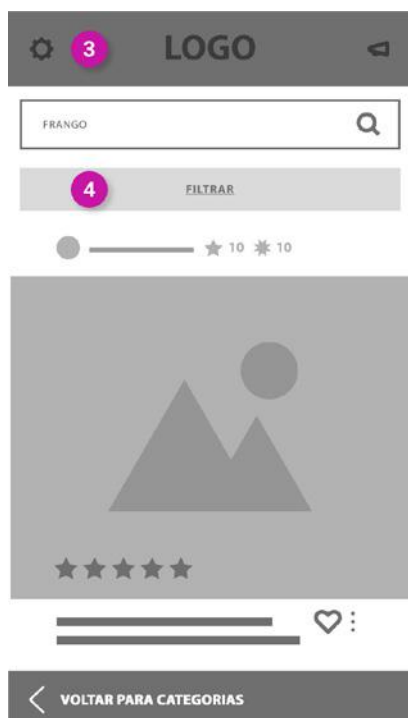 3 LOGO
FRANGO
4 FILTRAR
10 10
VOLTAR PARA CATEGORIAS